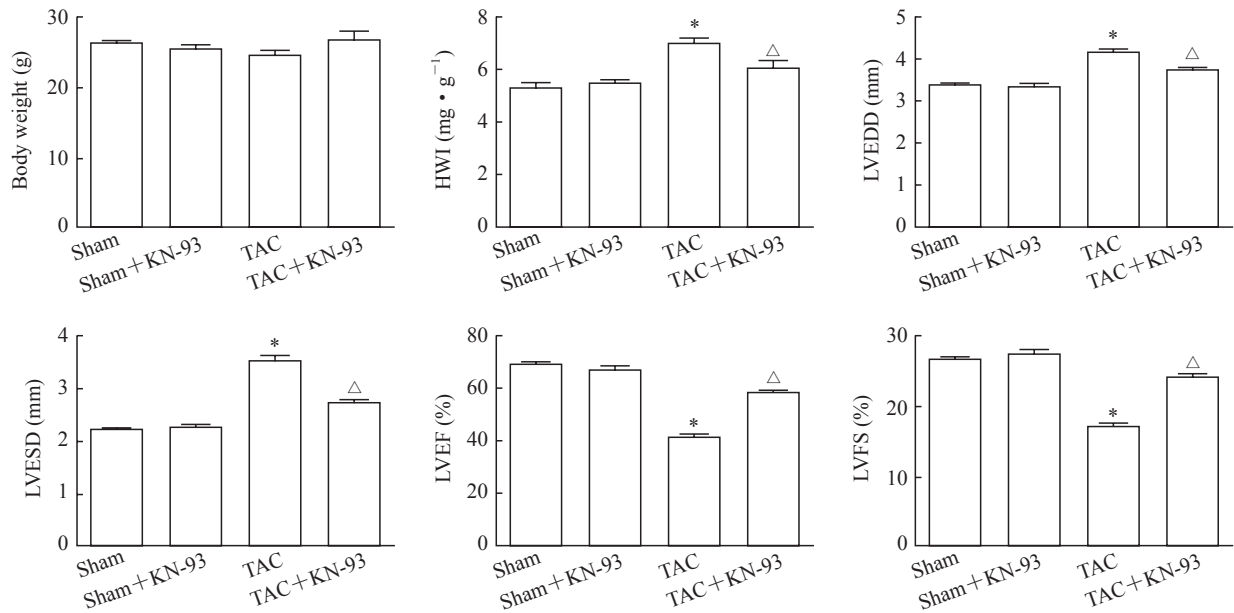 Body weight (g)
30
20
10
0
Sham
Sham+KN-93
TAC
TAC+KN-93
HWI (mg • g⁻¹)
8
6
4
6
0
*
△
Sham
Sham+KN-93
TAC
TAC+KN-93
LVEDD (mm)
5
4
3
2
1
0
*
△
Sham
Sham+KN-93
TAC
TAC+KN-93
LVESD (mm)
4
3
2
1
0
*
△
Sham
Sham+KN-93
TAC
TAC+KN-93
LVEF (%)
80
60
40
60
0
*
△
Sham
Sham+KN-93
TAC
TAC+KN-93
LVFS (%)
30
20
10
0
*
△
Sham
Sham+KN-93
TAC
TAC+KN-93